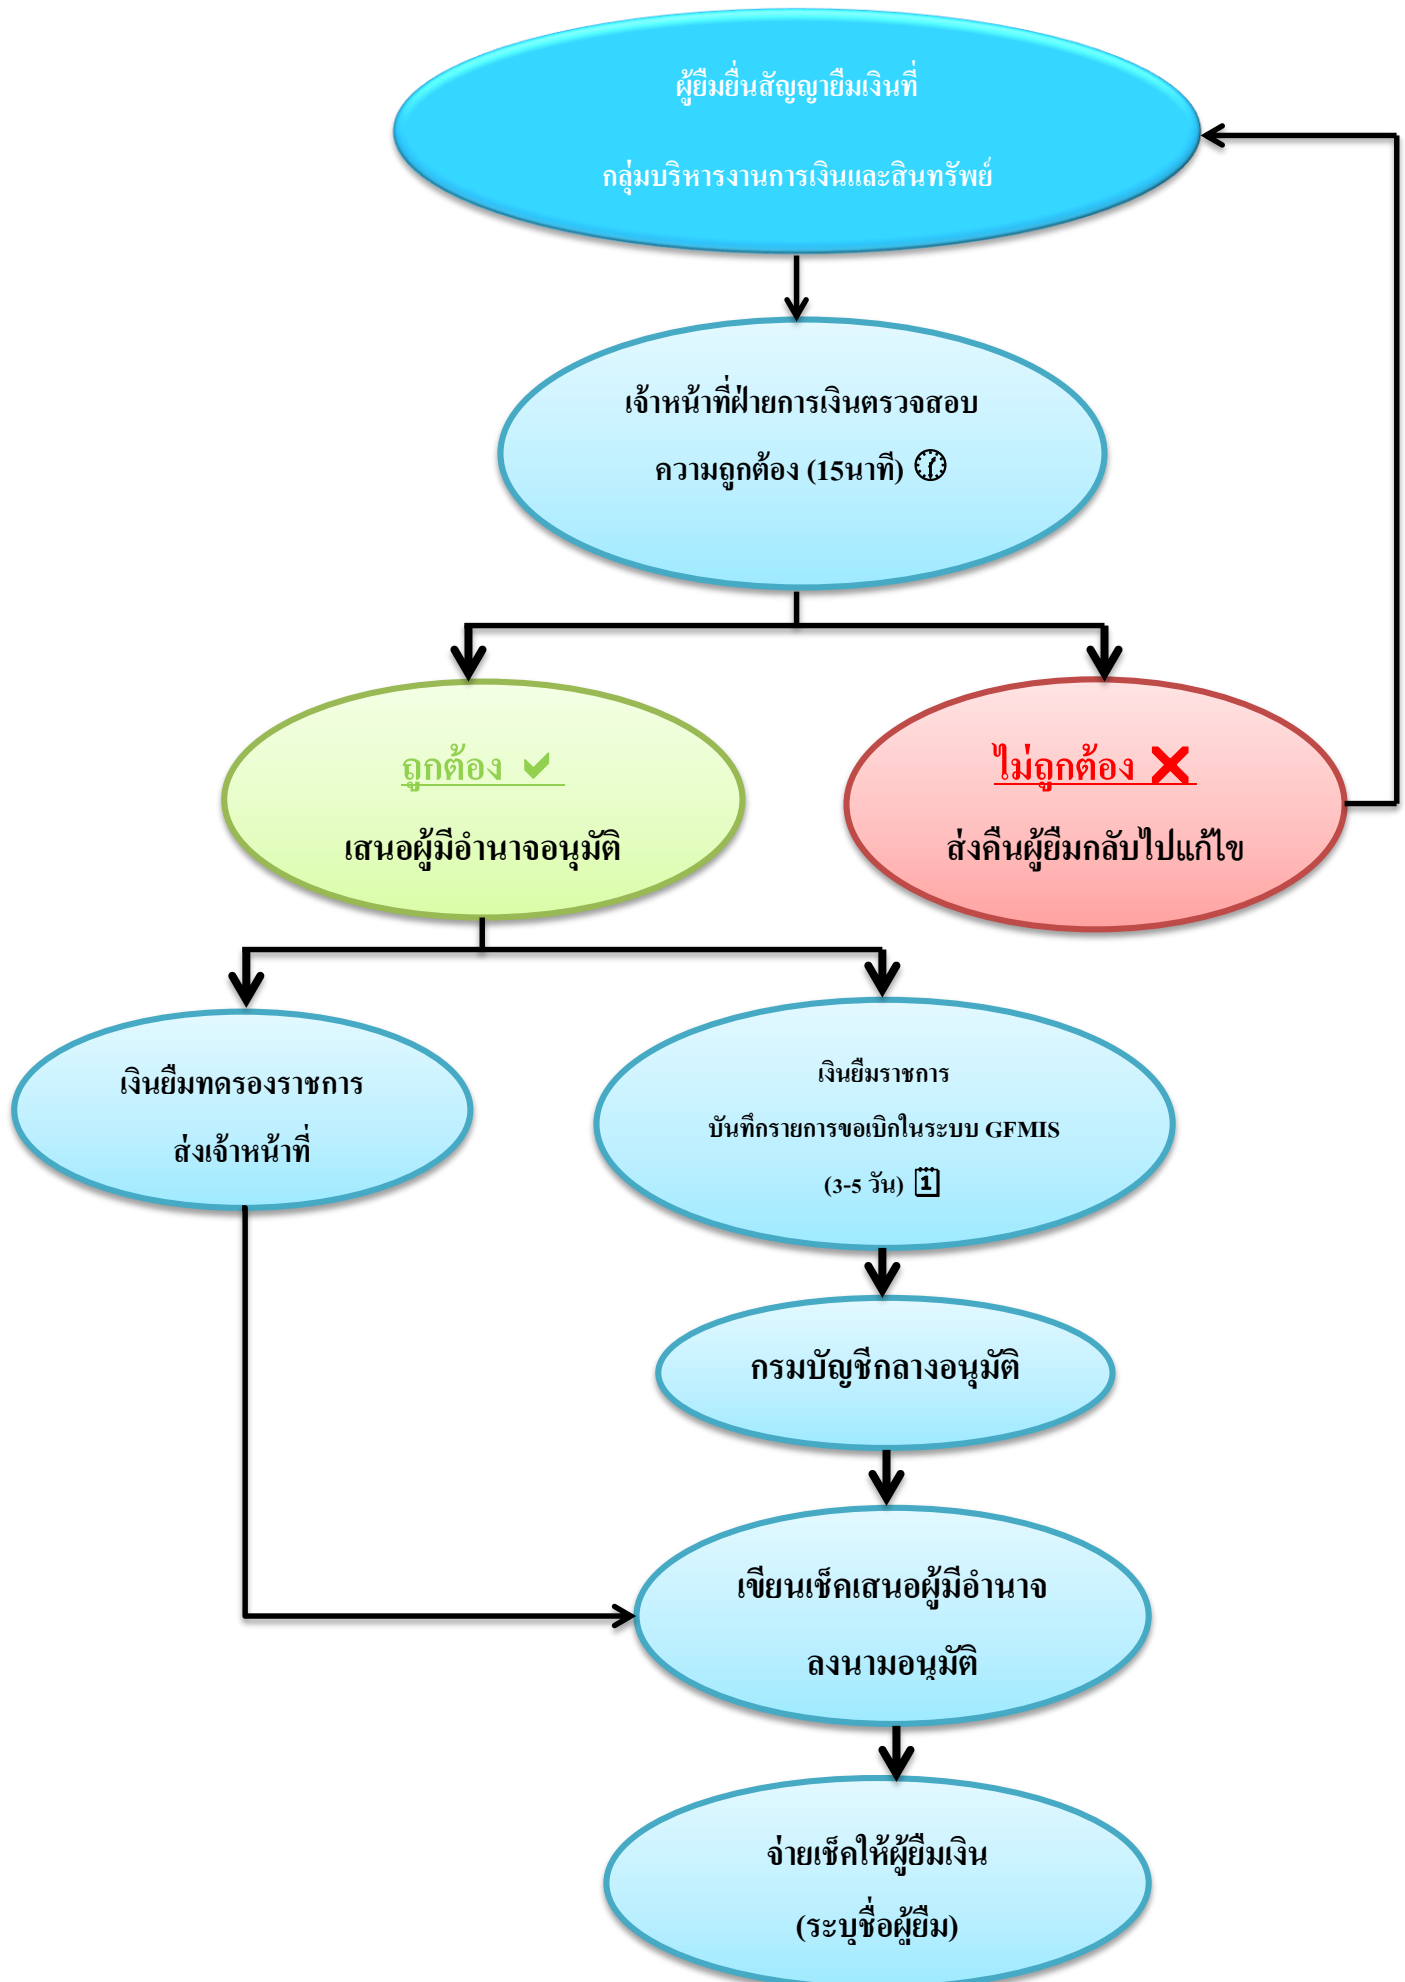 ผู้ยืมยื่นสัญญายืมเงินที่
กลุ่มบริหารงานการเงินและสินทรัพย์
เจ้าหน้าที่ฝ่ายการเงินตรวจสอบ
ความถูกต้อง (15นาที)
ถูกต้อง ✔
เสนอผู้มีอำนาจอนุมัติ
ไม่ถูกต้อง ✖
ส่งคืนผู้ยืมกลับไปแก้ไข
เงินยืมทดรองราชการ
ส่งเจ้าหน้าที่
เงินยืมราชการ
บันทึกรายการขอเบิกในระบบ GFMIS
(3-5 วัน) 1
กรมบัญชีกลางอนุมัติ
เขียนเช็คเสนอผู้มีอำนาจ
ลงนามอนุมัติ
จ่ายเช็คให้ผู้ยืมเงิน
(ระบุชื่อผู้ยืม)